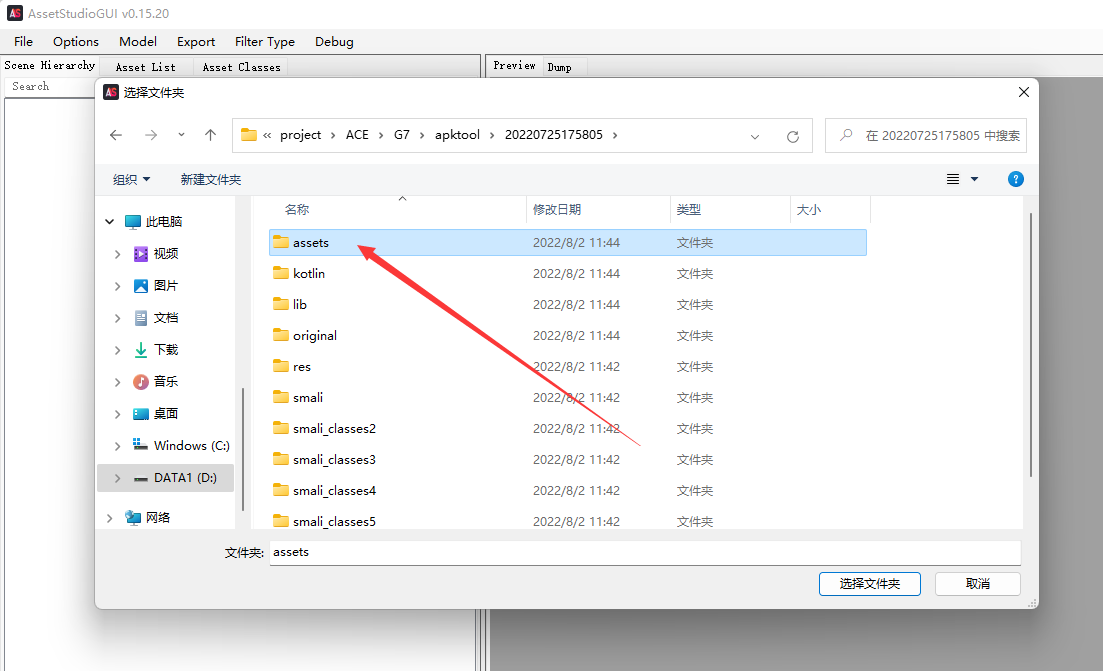 AssetStudioGUI v0.15.20
File Options Model Export Filter Type Debug
Scene Hierarchy Asset List Asset Classes Preview Dump
Search
选择文件夹
« project › ACE › G7 › apktool › 20220725175805 ›
在 20220725175805 中搜索
组织 新建文件夹
名称 修改日期 类型 大小
此电脑
视频
图片
文档
下载
音乐
桌面
Windows (C:)
DATA1 (D:)
网络
assets 2022/8/2 11:44 文件夹
kotlin 2022/8/2 11:44 文件夹
lib 2022/8/2 11:44 文件夹
original 2022/8/2 11:44 文件夹
res 2022/8/2 11:42 文件夹
smali 2022/8/2 11:42 文件夹
smali_classes2 2022/8/2 11:42 文件夹
smali_classes3 2022/8/2 11:42 文件夹
smali_classes4 2022/8/2 11:42 文件夹
smali_classes5 2022/8/2 11:42 文件夹
文件夹: assets
选择文件夹 取消